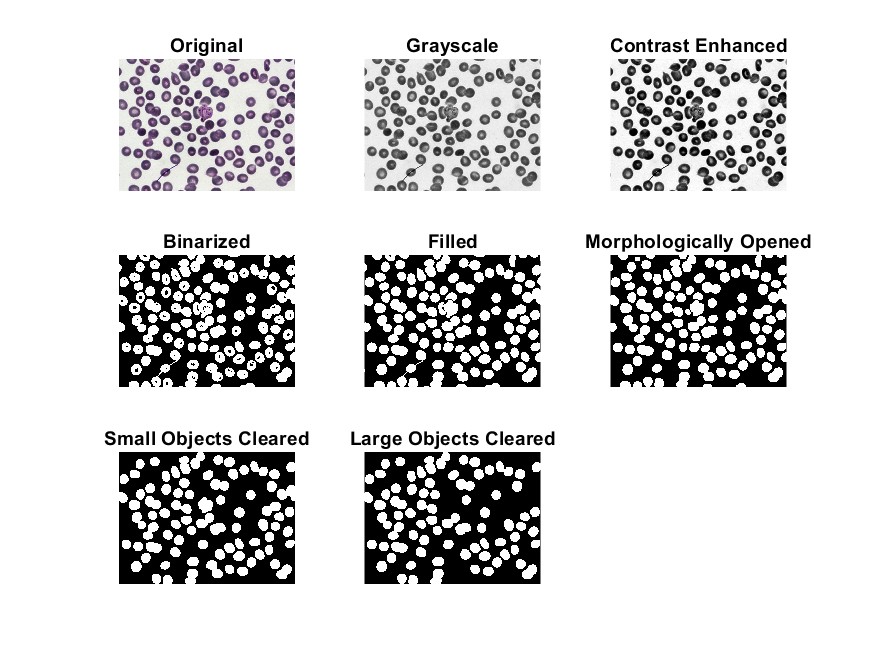 Original
Grayscale
Contrast Enhanced
Binarized
Filled
Morphologically Opened
Small Objects Cleared
Large Objects Cleared